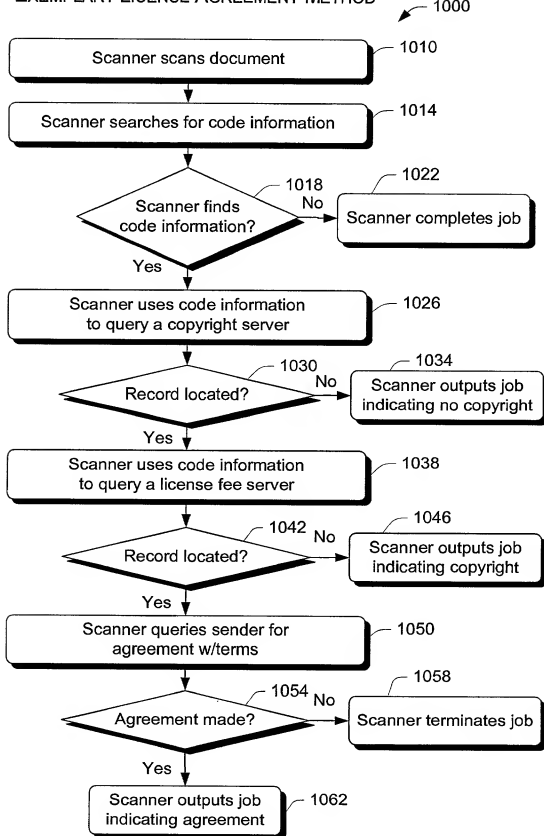 EXEMPLARY LICENSE AGREEMENT METHOD
1000
Scanner scans document
1010
Scanner searches for code information
1014
1018
Scanner finds
code information?
No
1022
Scanner completes job
Yes
Scanner uses code information
to query a copyright server
1026
1030
Record located?
No
1034
Scanner outputs job
indicating no copyright
Yes
Scanner uses code information
to query a license fee server
1038
1042
Record located?
No
1046
Scanner outputs job
indicating copyright
Yes
Scanner queries sender for
agreement w/terms
1050
1054
Agreement made?
No
1058
Scanner terminates job
Yes
Scanner outputs job
indicating agreement
1062